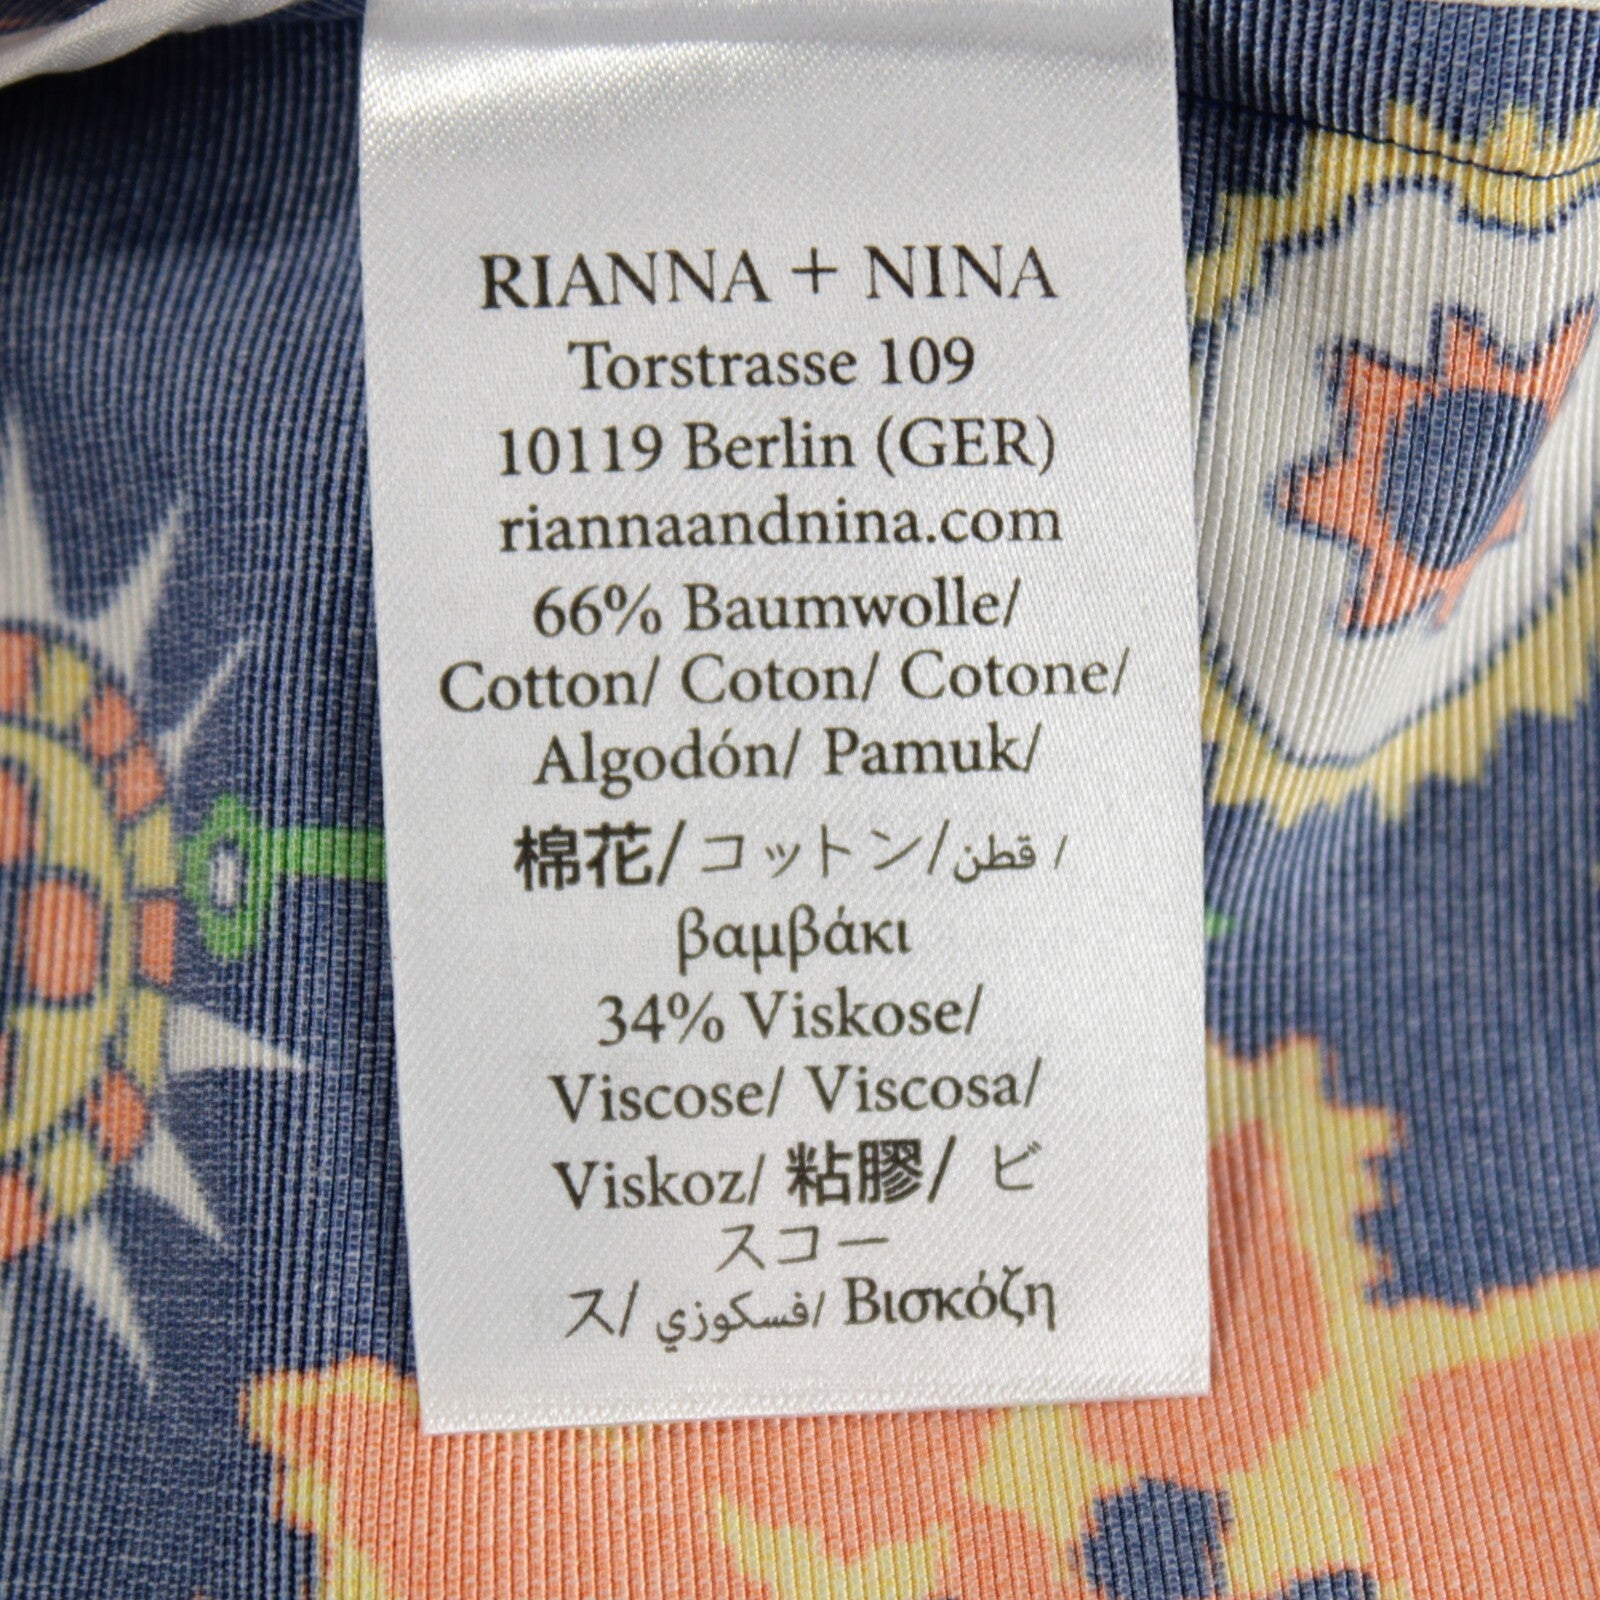 RIANNA + NINA
Torstrasse 109
10119 Berlin (GER)
riannaandnina.com
66% Baumwolle/
Cotton/ Coton/ Cotone/
Algodón/ Pamuk/
棉花/コットン/قطن /
βαμβάκι
34% Viskose/
Viscose/ Viscosa/
Viskoz/ 粘膠/ ビ
スコー
ス/ فسكوزي/ Βισκόζη